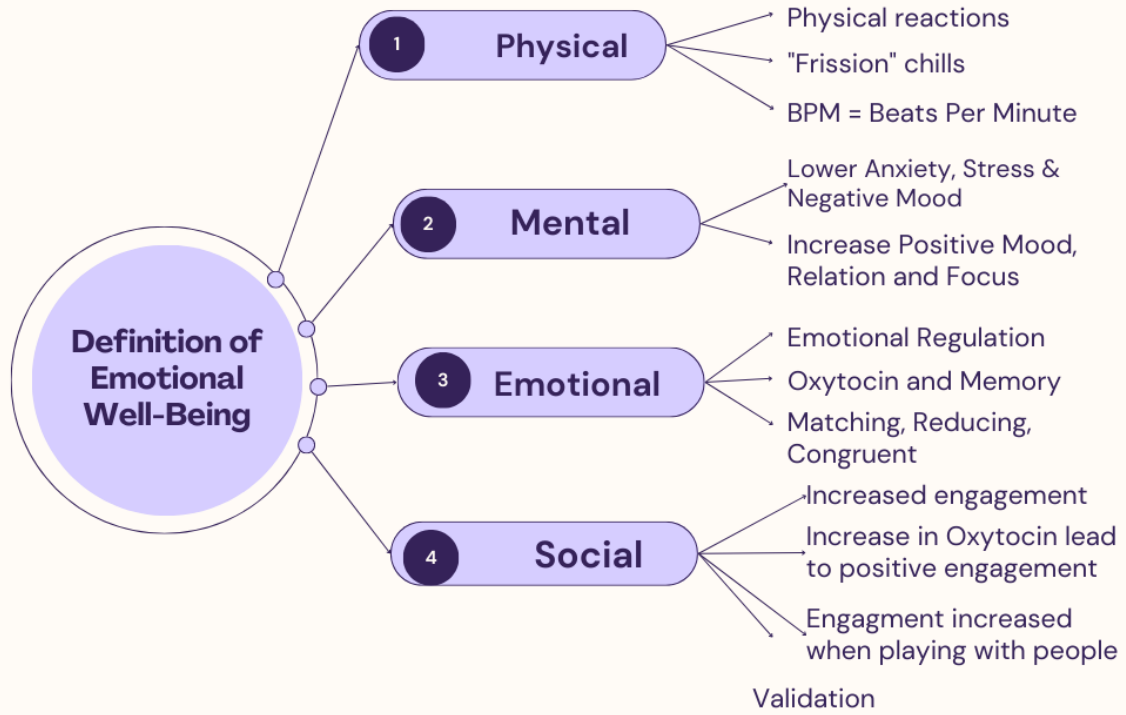 Definition of
Emotional
Well-Being
1
Physical
Physical reactions
"Frission" chills
BPM = Beats Per Minute
2
Mental
Lower Anxiety, Stress &
Negative Mood
Increase Positive Mood,
Relation and Focus
3
Emotional
Emotional Regulation
Oxytocin and Memory
Matching, Reducing,
Congruent
4
Social
Increased engagement
Increase in Oxytocin lead
to positive engagement
Engagment increased
when playing with people
Validation